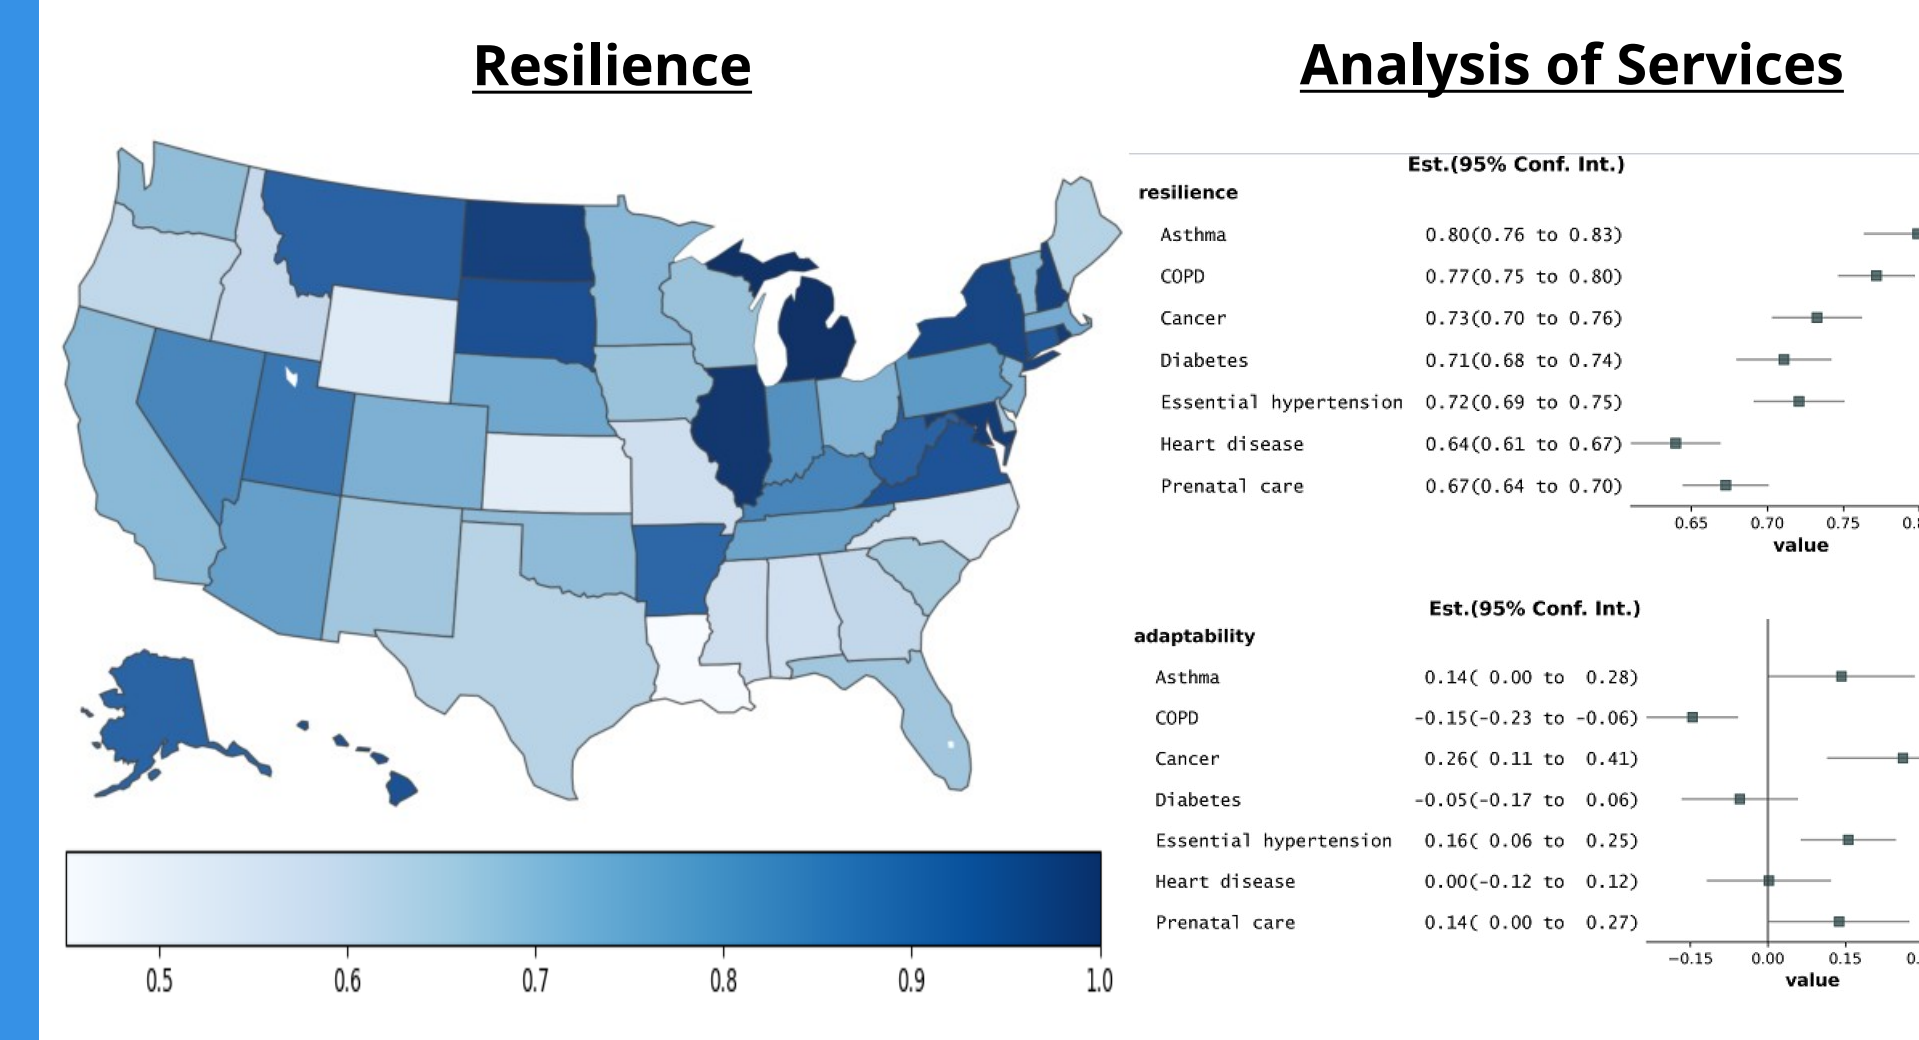 Resilience
Analysis of Services
0.5 0.6 0.7 0.8 0.9 1.0
Est.(95% Conf. Int.)
resilience
Asthma 0.80(0.76 to 0.83)
COPD 0.77(0.75 to 0.80)
Cancer 0.73(0.70 to 0.76)
Diabetes 0.71(0.68 to 0.74)
Essential hypertension 0.72(0.69 to 0.75)
Heart disease 0.64(0.61 to 0.67)
Prenatal care 0.67(0.64 to 0.70)
0.65 0.70 0.75
value
Est.(95% Conf. Int.)
adaptability
Asthma 0.14( 0.00 to 0.28)
COPD -0.15(-0.23 to -0.06)
Cancer 0.26( 0.11 to 0.41)
Diabetes -0.05(-0.17 to 0.06)
Essential hypertension 0.16( 0.06 to 0.25)
Heart disease 0.00(-0.12 to 0.12)
Prenatal care 0.14( 0.00 to 0.27)
−0.15 0.00 0.15
value